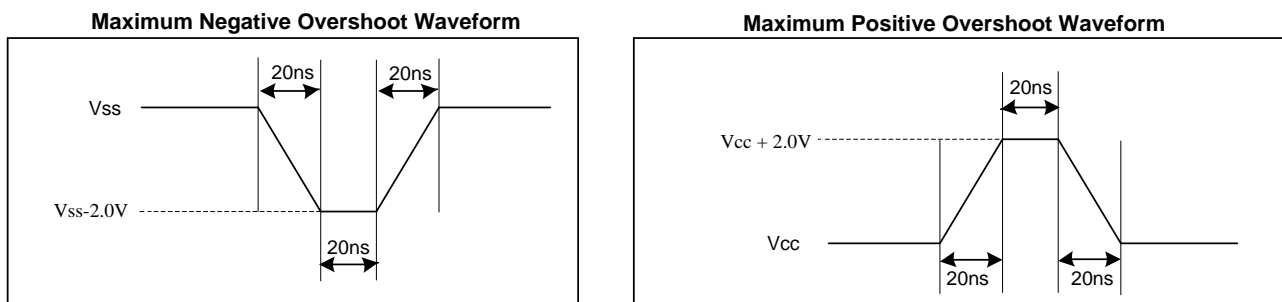 Maximum Negative Overshoot Waveform
20ns
20ns
Vss
Vss-2.0V
20ns
Maximum Positive Overshoot Waveform
20ns
Vcc + 2.0V
Vcc
20ns
20ns